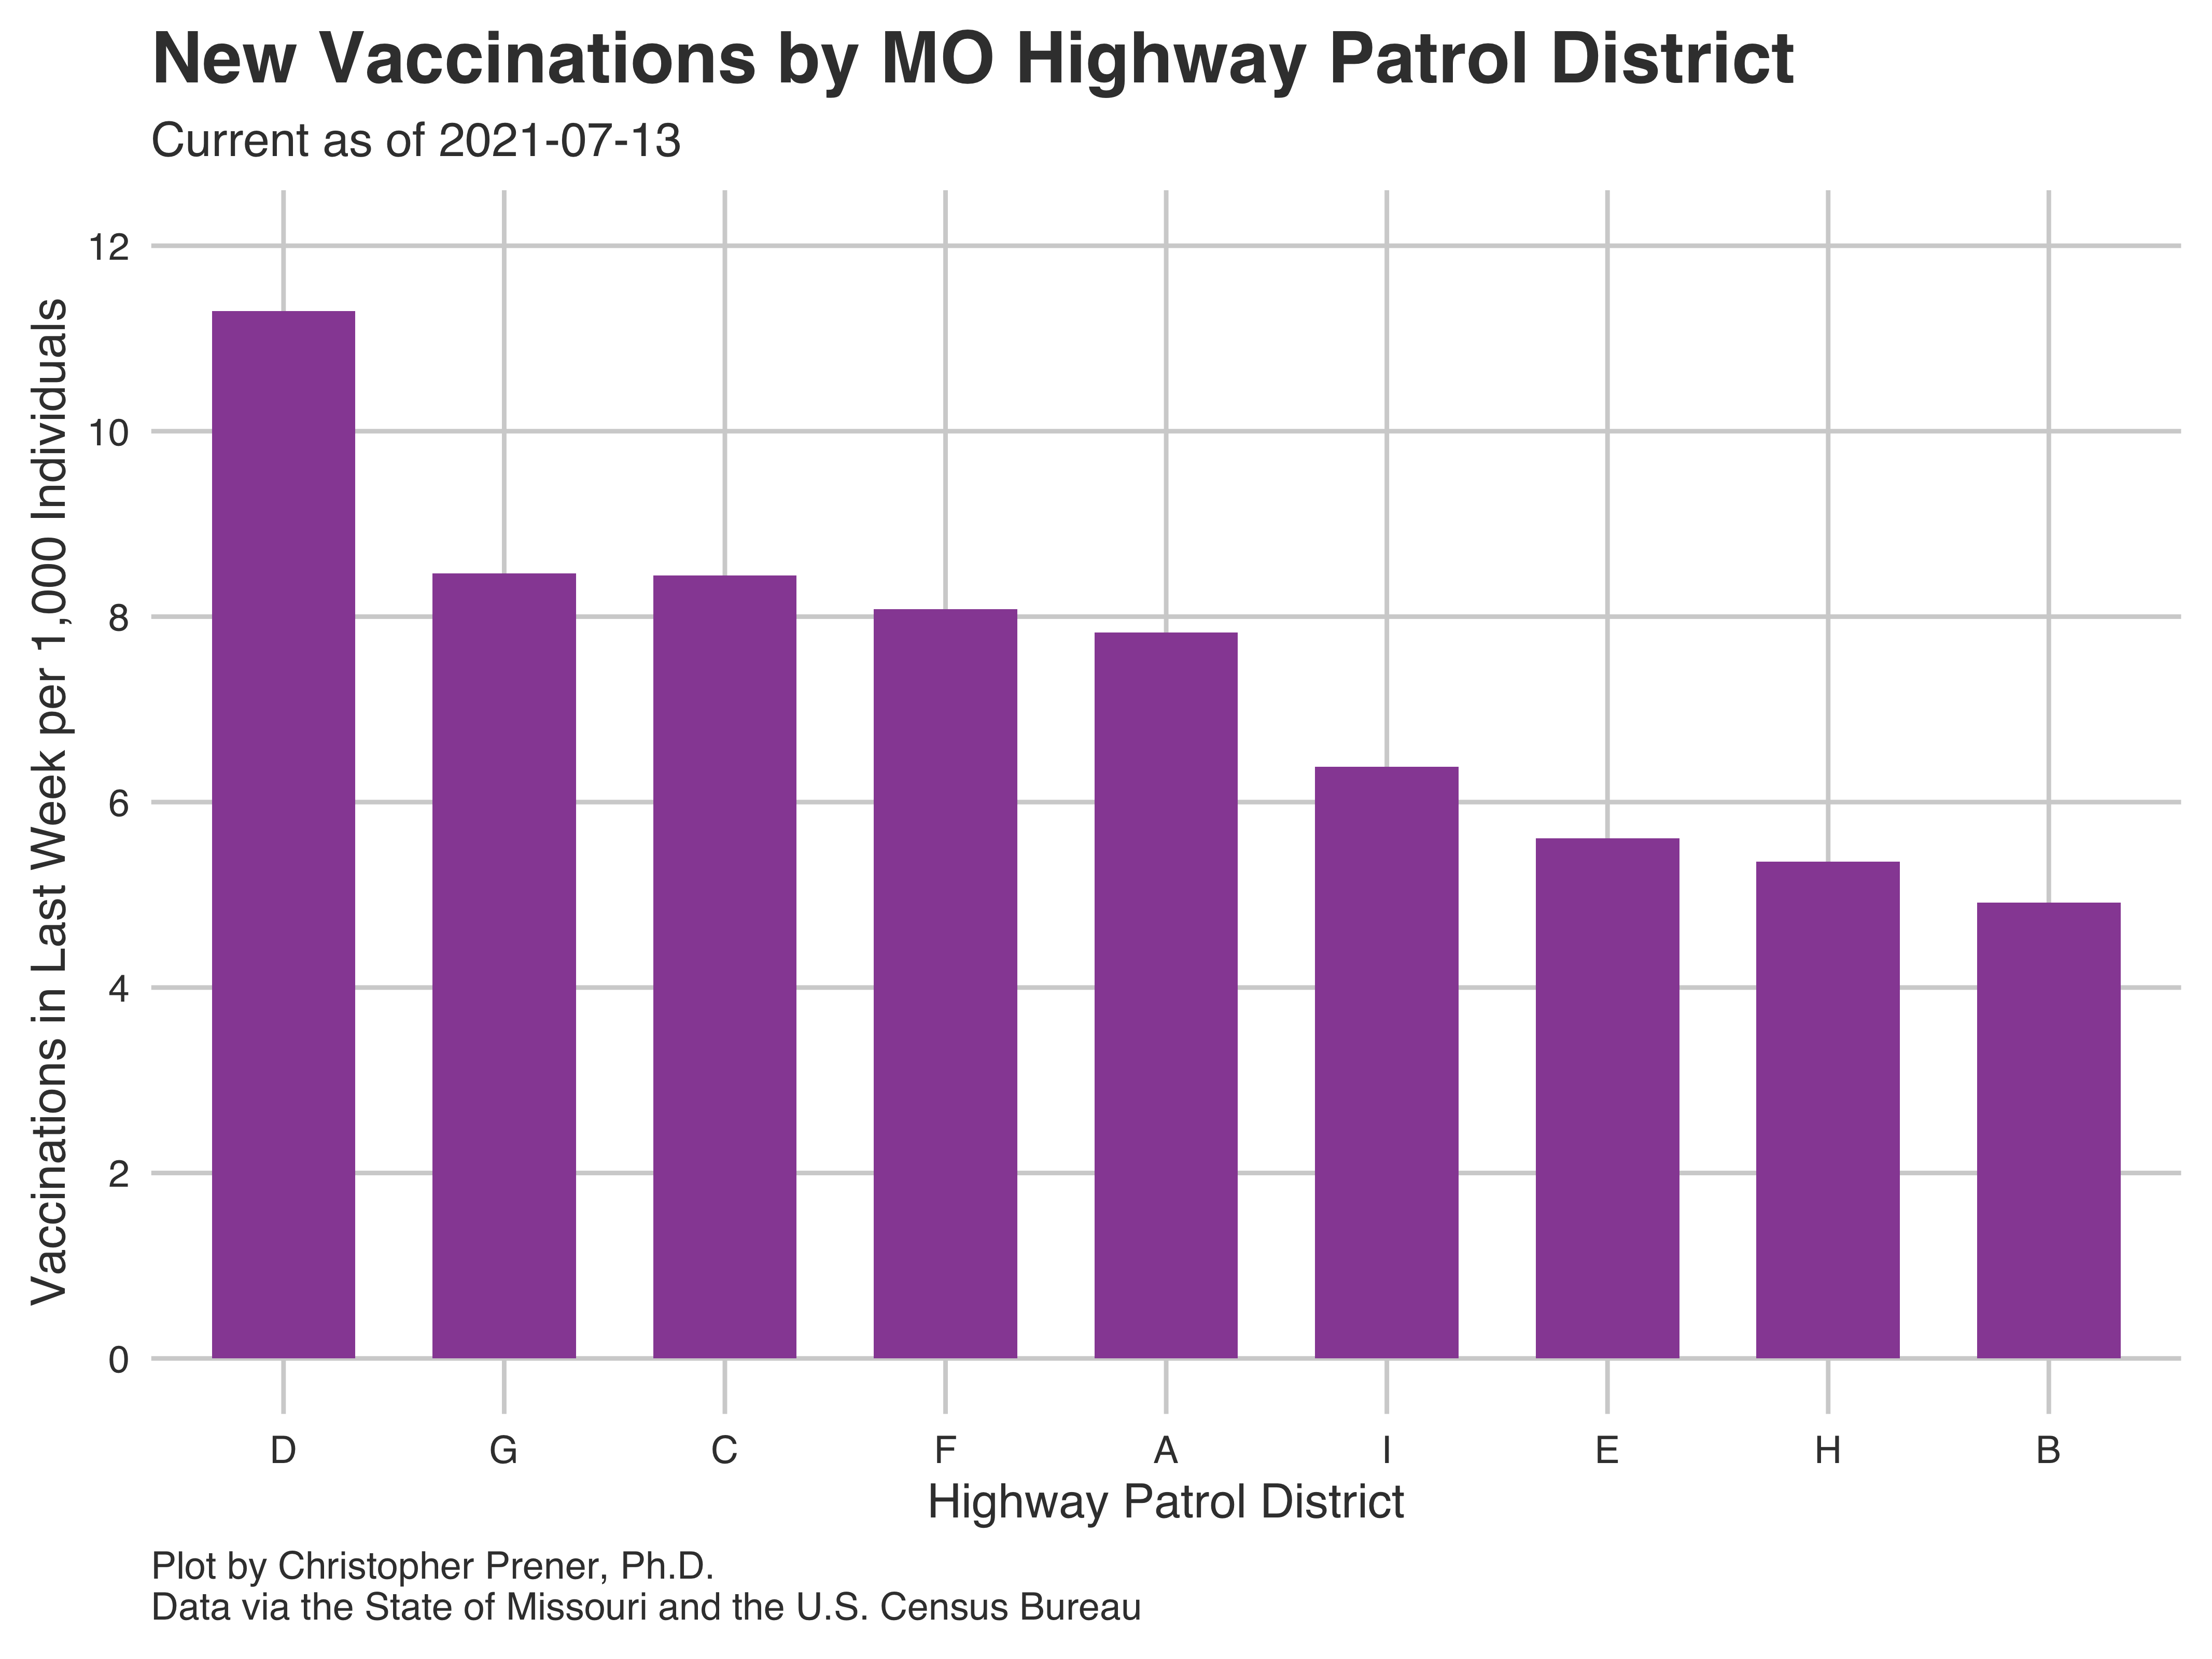 New Vaccinations by MO Highway Patrol District
Current as of 2021-07-13
Vaccinations in Last Week per 1,000 Individuals
12
10
8
6
4
2
0
D G C F A I E H B
Highway Patrol District
Plot by Christopher Prener, Ph.D.
Data via the State of Missouri and the U.S. Census Bureau